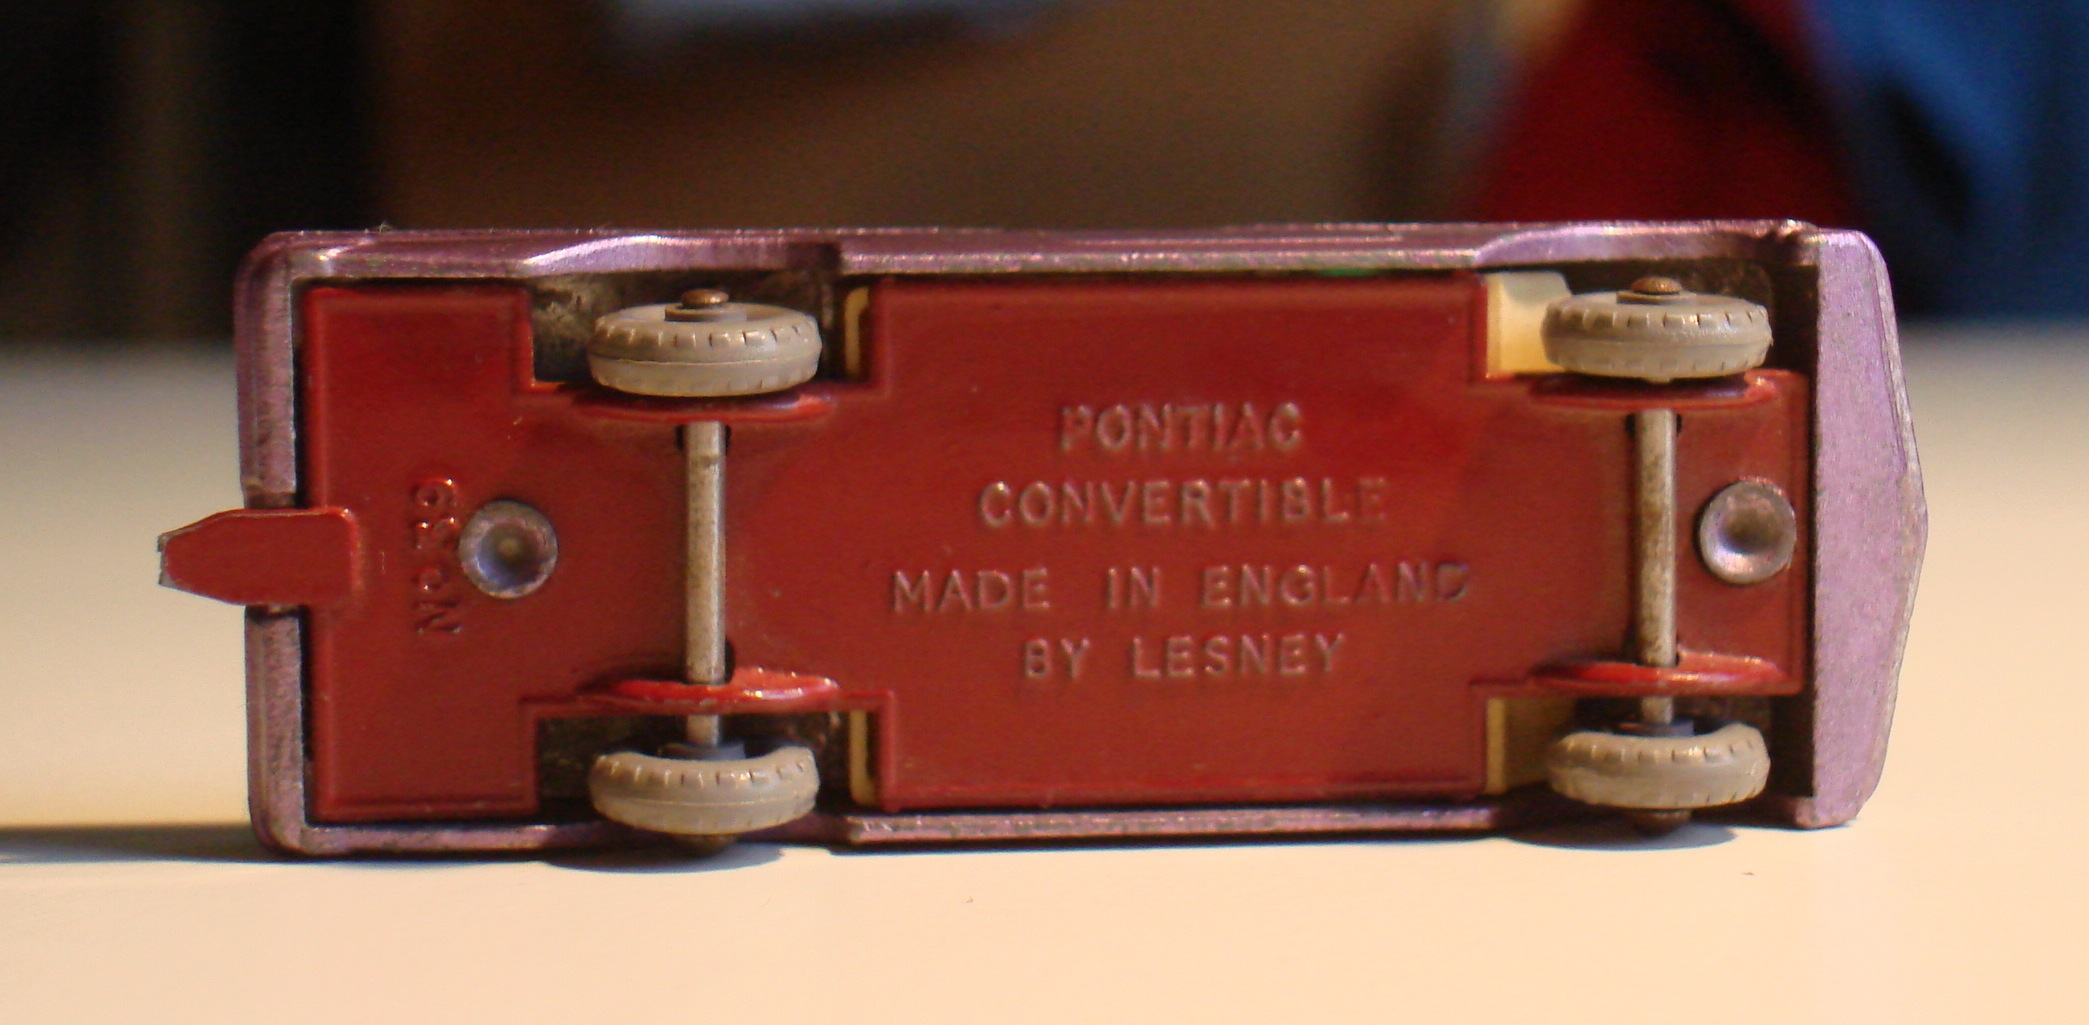 No. 39
PONTIAC
CONVERTIBLE
MADE IN ENGLAND
BY LESNEY